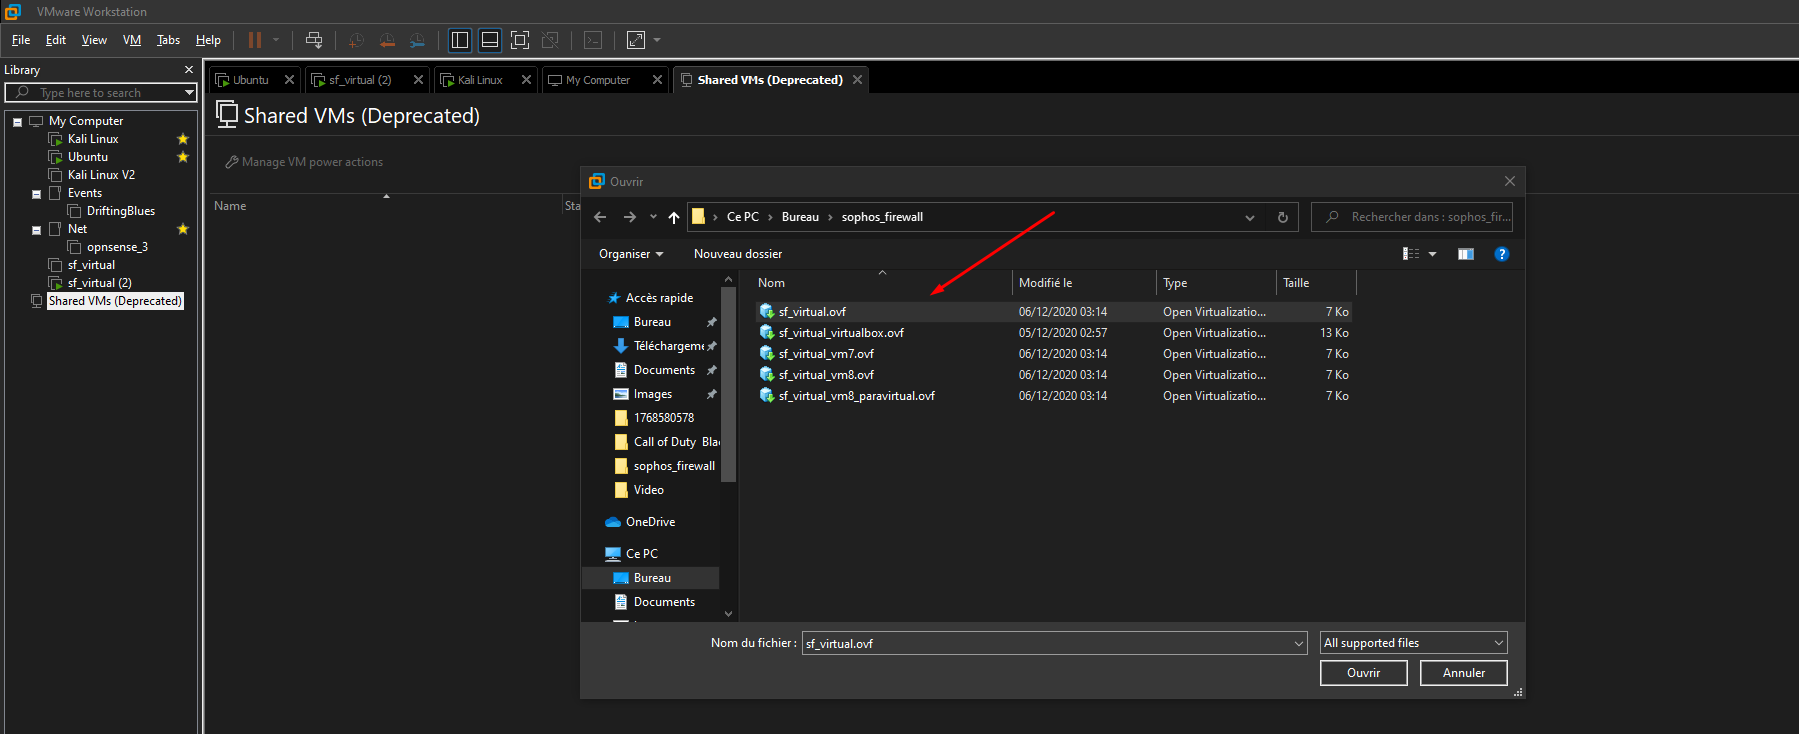 VMware Workstation
File Edit View VM Tabs Help
Library
Type here to search
My Computer
Kali Linux
Ubuntu
Kali Linux V2
Events
DriftingBlues
Net
opnsense_3
sf_virtual
sf_virtual (2)
Shared VMs (Deprecated)
Ubuntu sf_virtual (2) Kali Linux My Computer Shared VMs (Deprecated)
Shared VMs (Deprecated)
Manage VM power actions
Name Sta
Ouvrir
Ce PC Bureau sophos_firewall
Rechercher dans : sophos_fir...
Organiser Nouveau dossier
Accès rapide
Bureau
Téléchargeme
Documents
Images
1768580578
Call of Duty Blac
sophos_firewall
Video
OneDrive
Ce PC
Bureau
Documents
Nom Modifié le Type Taille
sf_virtual.ovf 06/12/2020 03:14 Open Virtualizatio... 7 Ko
sf_virtual_virtualbox.ovf 05/12/2020 02:57 Open Virtualizatio... 13 Ko
sf_virtual_vm7.ovf 06/12/2020 03:14 Open Virtualizatio... 7 Ko
sf_virtual_vm8.ovf 06/12/2020 03:14 Open Virtualizatio... 7 Ko
sf_virtual_vm8_paravirtual.ovf 06/12/2020 03:14 Open Virtualizatio... 7 Ko
Nom du fichier : sf_virtual.ovf All supported files
Ouvrir Annuler